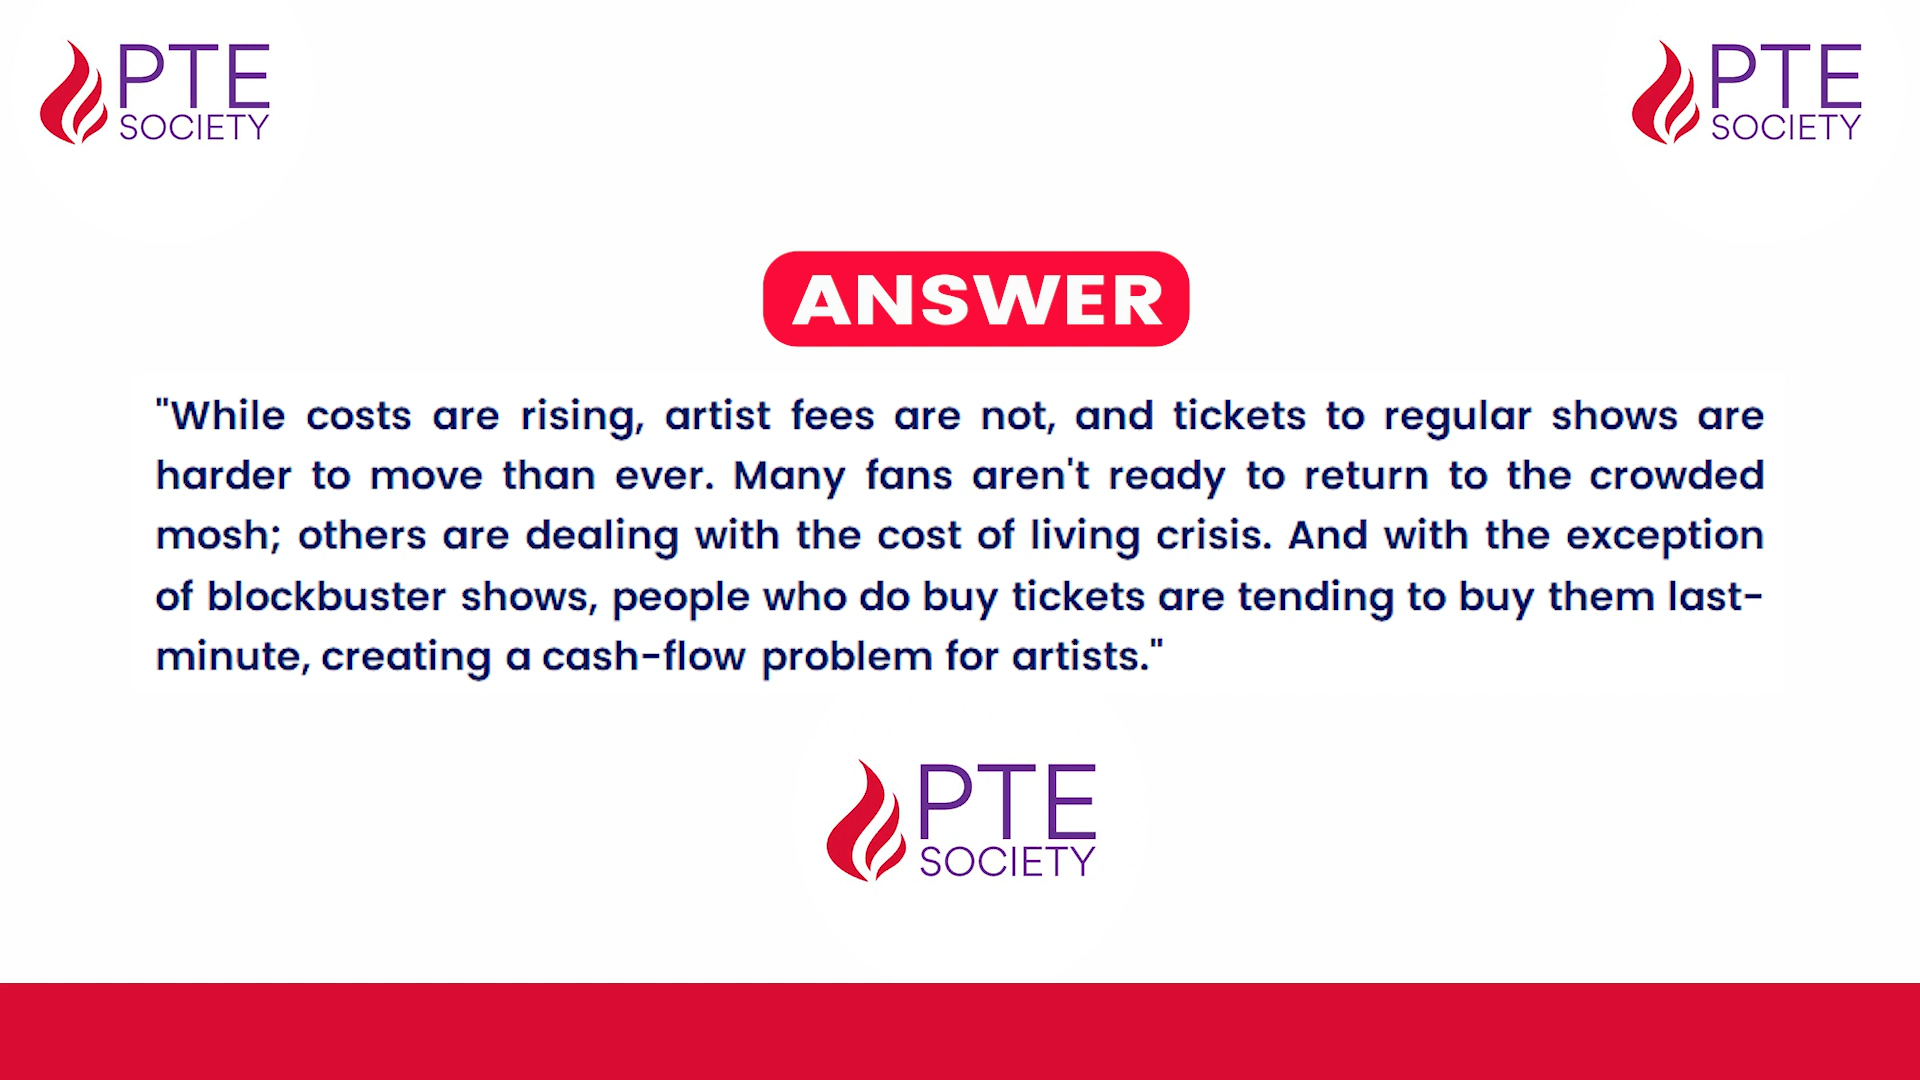 PTE
SOCIETY
PTE
SOCIETY
ANSWER
"While costs are rising, artist fees are not, and tickets to regular shows are
harder to move than ever. Many fans aren't ready to return to the crowded
mosh; others are dealing with the cost of living crisis. And with the exception
of blockbuster shows, people who do buy tickets are tending to buy them last-
minute, creating a cash-flow problem for artists."
PTE
SOCIETY